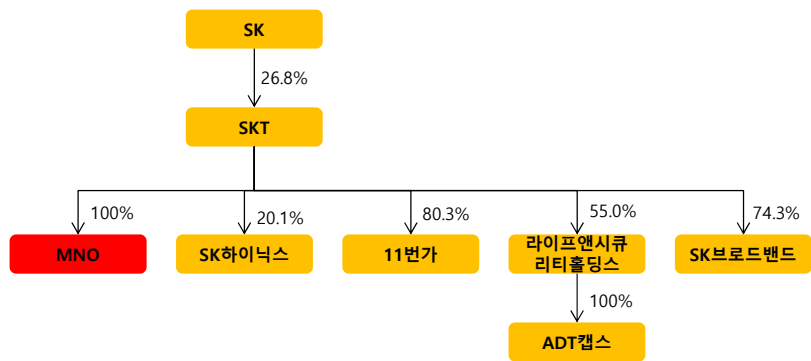 SK
26.8%
SKT
100%
20.1%
80.3%
55.0%
74.3%
MNO
SK하이닉스
11번가
라이프앤시큐
리티홀딩스
SK브로드밴드
100%
ADT캡스